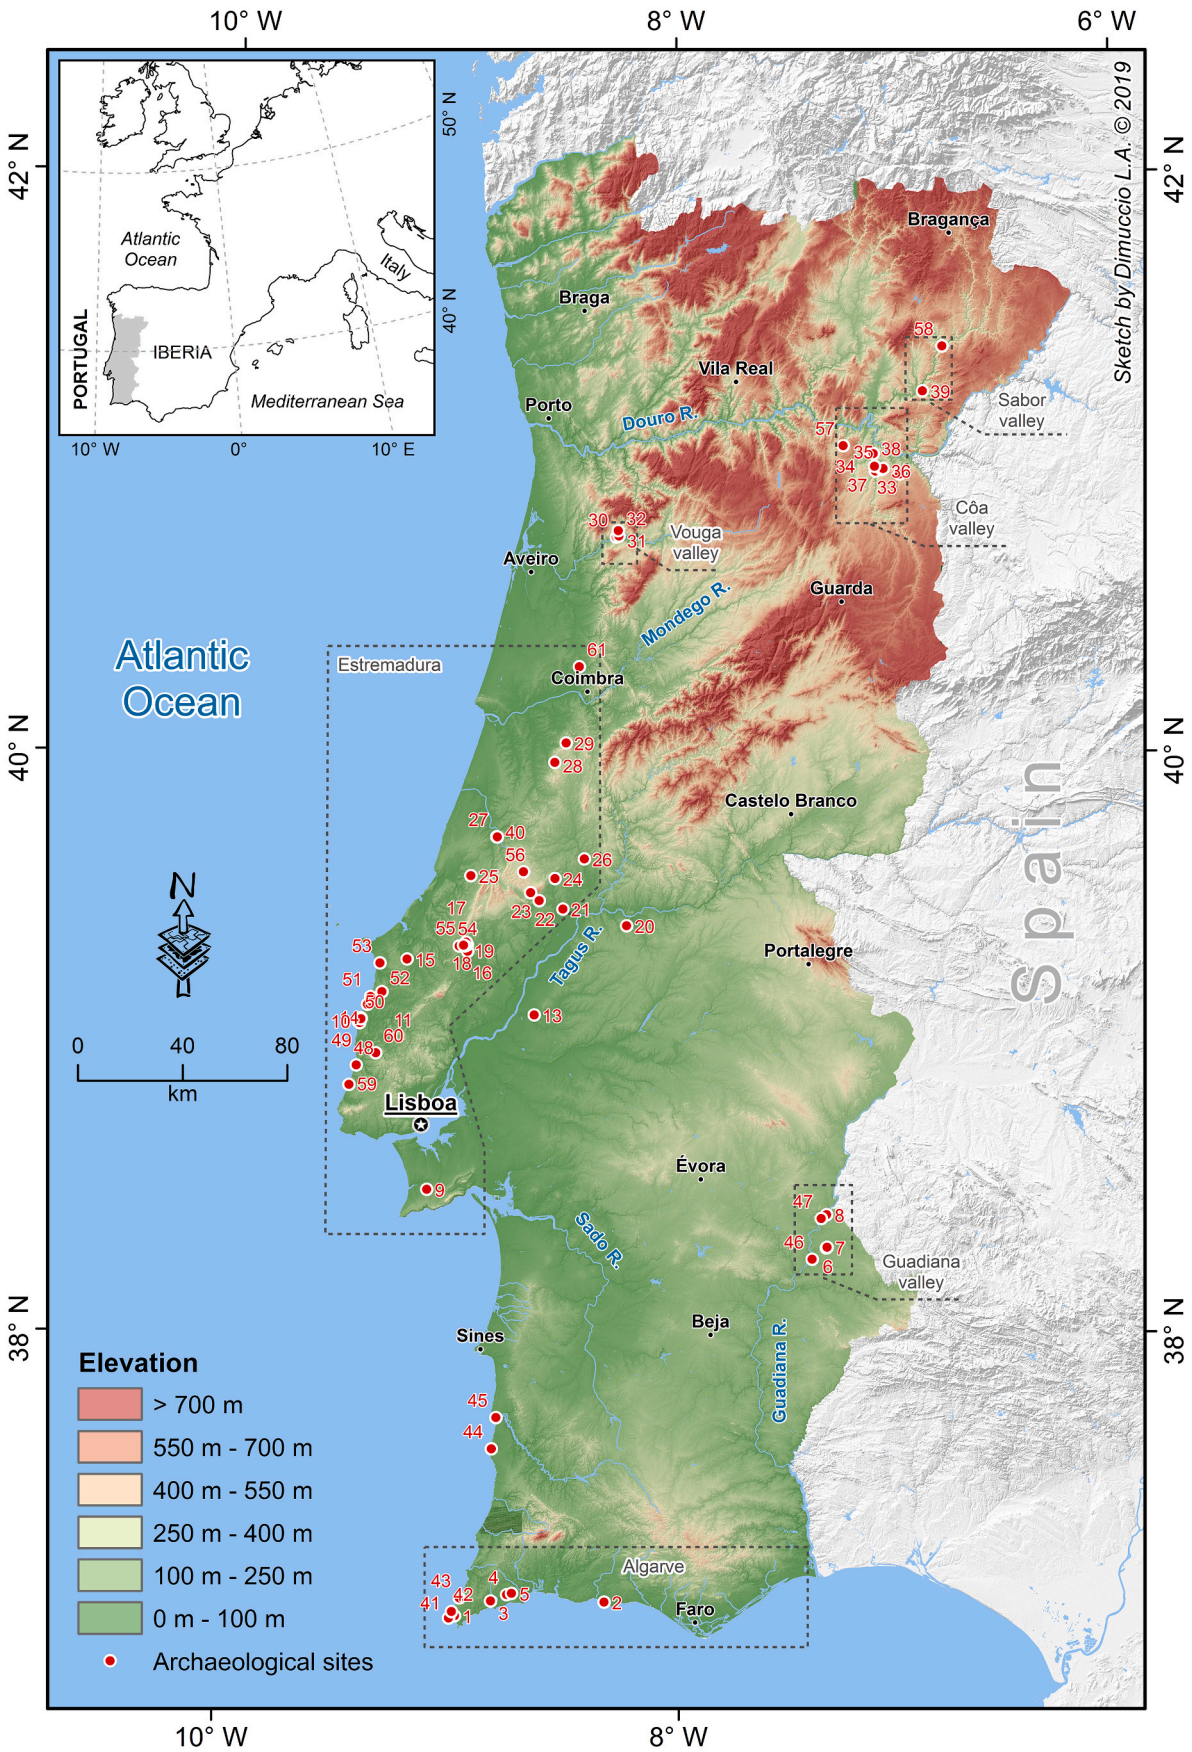 10° W
8° W
6° W
42° N
42° N
Sketch by Dimuccio L.A. © 2019
50° N
Atlantic
Ocean
Italy
40° N
PORTUGAL
IBERIA
Mediterranean Sea
10° W
0°
10° E
Bragança
Braga
58
Vila Real
39
Sabor
valley
Porto
Douro R.
57
35
38
34
36
37
33
Côa
valley
30
32
31
Vouga
valley
Aveiro
Guarda
Mondego R.
Atlantic
Ocean
Estremadura
61
Coimbra
40° N
40° N
29
28
Spain
Castelo Branco
27
40
56
26
25
24
17
23
22
21
20
55
54
53
15
19
18
16
Tagus R.
Portalegre
51
52
50
13
14
10
11
49
48
60
0
40
80
km
59
Lisboa
Évora
9
47
8
Sado R.
46
7
6
Guadiana
valley
38° N
38° N
Sines
Beja
Guadiana R.
Elevation
> 700 m
550 m - 700 m
400 m - 550 m
250 m - 400 m
100 m - 250 m
0 m - 100 m
Archaeological sites
45
44
Algarve
43
4
42
5
41
1
3
2
Faro
10° W
8° W
N